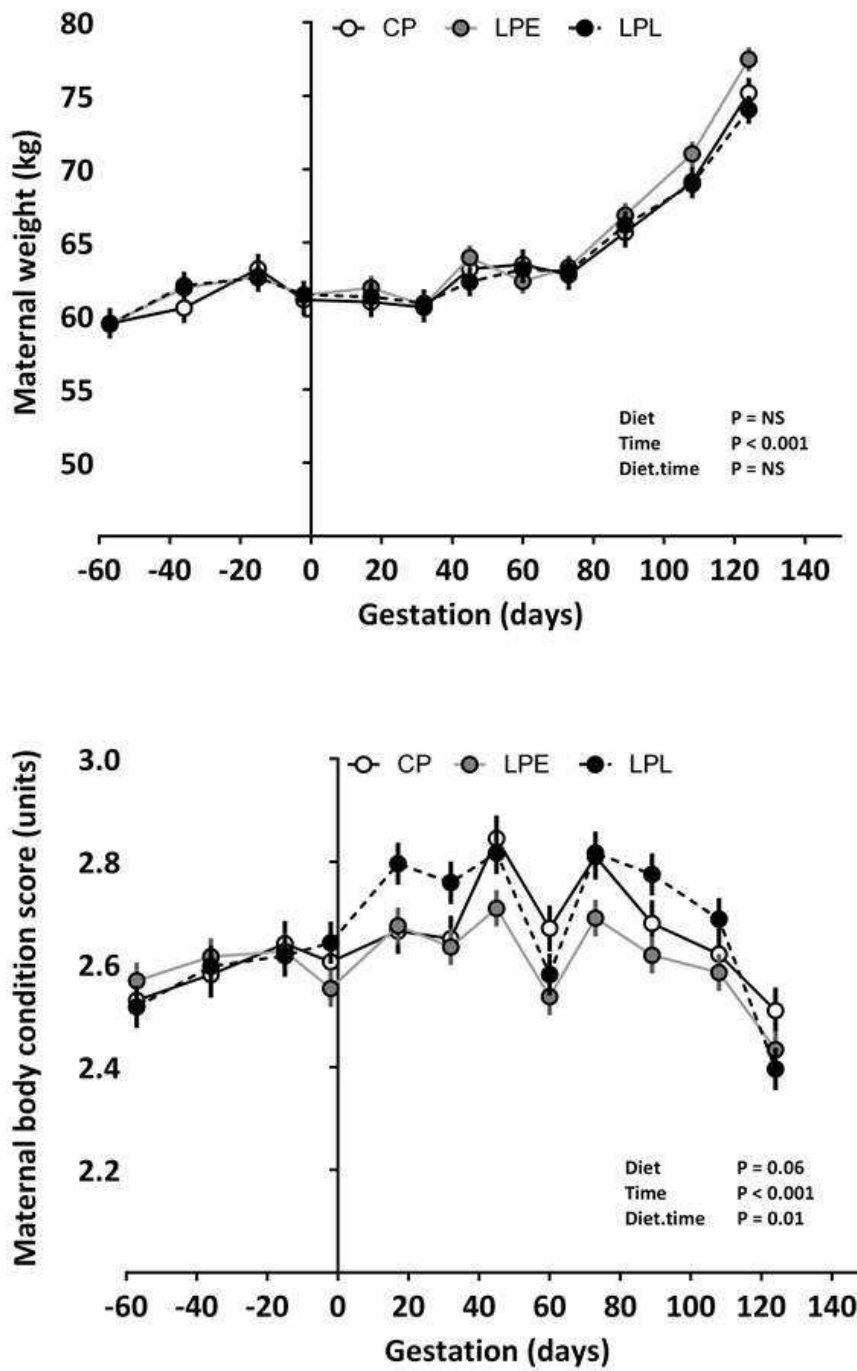 80
CP LPE LPL
75
70
65
60
55
50
Maternal weight (kg)
Diet P = NS
Time P < 0.001
Diet.time P = NS
-60 -40 -20 0 20 40 60 80 100 120 140
Gestation (days)
3.0
CP LPE LPL
2.8
2.6
2.4
2.2
Maternal body condition score (units)
Diet P = 0.06
Time P < 0.001
Diet.time P = 0.01
-60 -40 -20 0 20 40 60 80 100 120 140
Gestation (days)